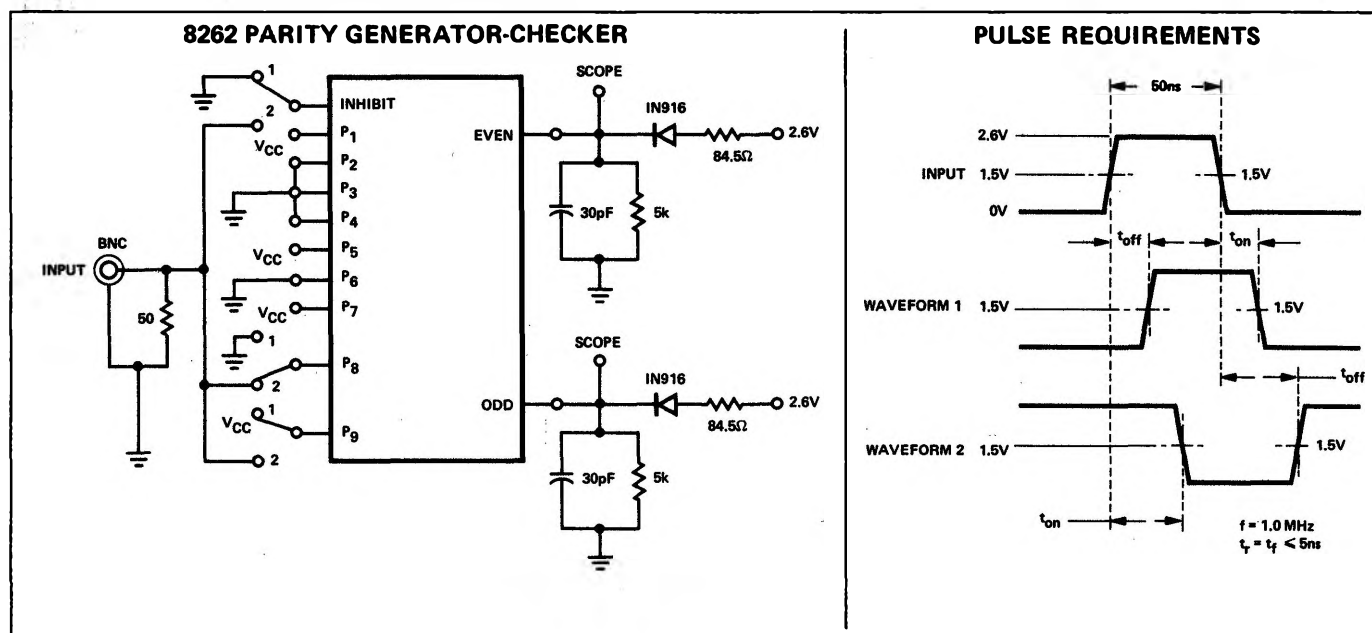 8262 PARITY GENERATOR-CHECKER
1
2
INHIBIT
P1
VCC
P2
P3
P4
VCC
P5
P6
VCC
P7
1
P8
2
1
VCC
P9
2
BNC
INPUT
50
EVEN
SCOPE
IN916
84.5Ω
2.6V
30pF
5k
ODD
SCOPE
IN916
84.5Ω
2.6V
30pF
5k
PULSE REQUIREMENTS
50ns
2.6V
INPUT 1.5V
1.5V
0V
toff
ton
WAVEFORM 1 1.5V
1.5V
toff
WAVEFORM 2 1.5V
1.5V
ton
f = 1.0 MHz
tr = tf ≤ 5ns